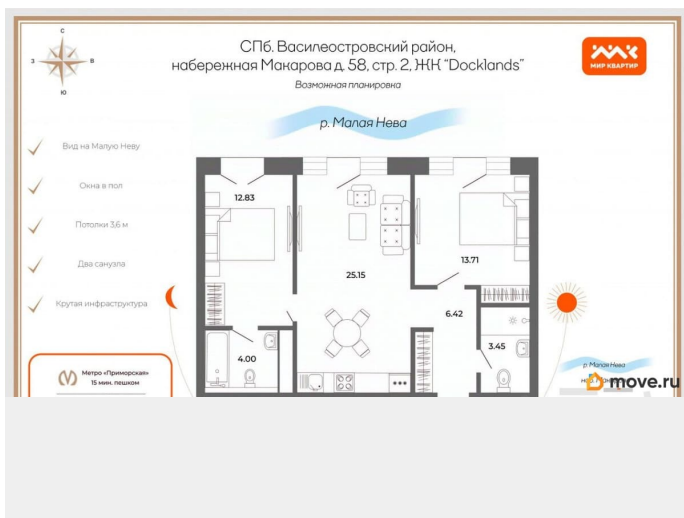 С
З
В
Ю
СПб. Василеостровский район,
набережная Макарова д. 58, стр. 2, ЖК "Docklands"
Возможная планировка
МИР КВАРТИР
р. Малая Нева
Вид на Малую Неву
Окна в пол
Потолки 3,6 м
Два санузла
Крутая инфраструктура
12.83
25.15
13.71
6.42
4.00
3.45
Метро «Приморская»
15 мин. пешком
р. Малая Нева
move.ru